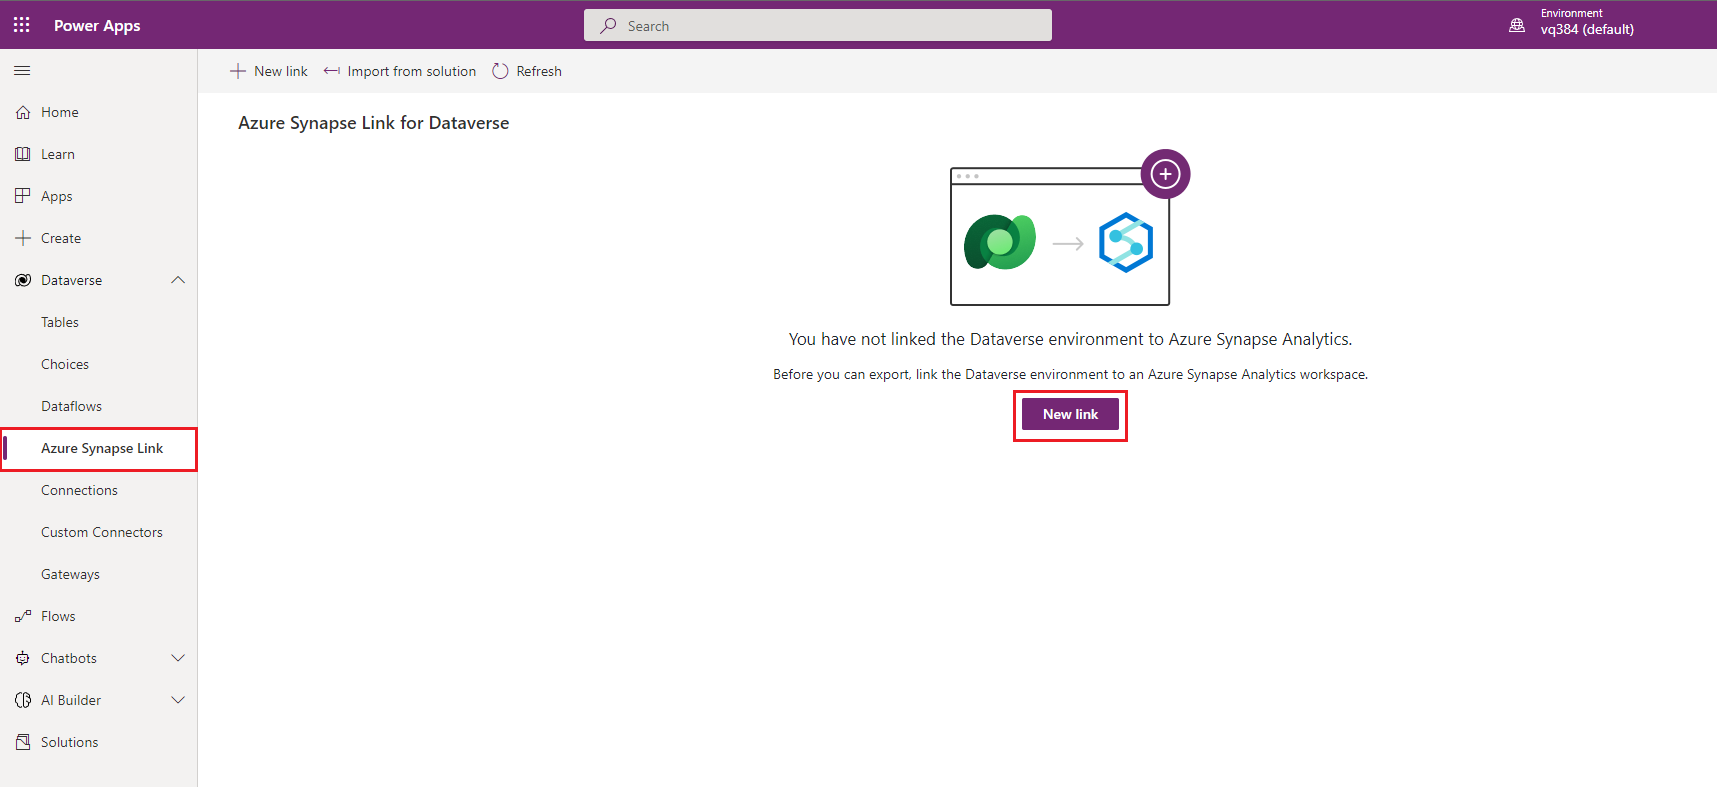 Power Apps
Search
Environment
vq384 (default)
New link
Import from solution
Refresh
Home
Learn
Apps
Create
Dataverse
Tables
Choices
Dataflows
Azure Synapse Link
Connections
Custom Connectors
Gateways
Flows
Chatbots
AI Builder
Solutions
Azure Synapse Link for Dataverse
You have not linked the Dataverse environment to Azure Synapse Analytics.
Before you can export, link the Dataverse environment to an Azure Synapse Analytics workspace.
New link